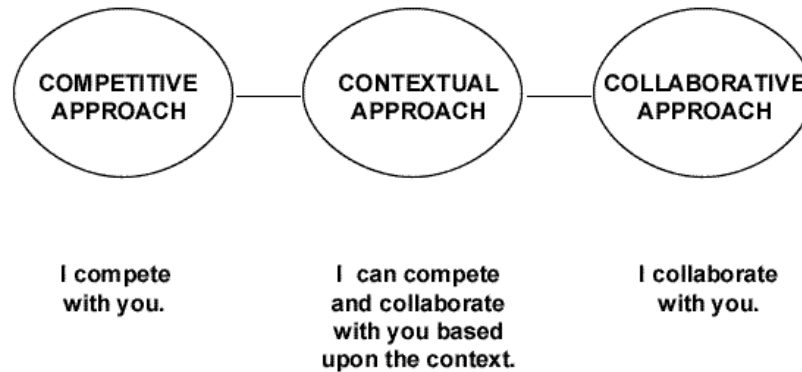 COMPETITIVE
APPROACH
CONTEXTUAL
APPROACH
COLLABORATIVE
APPROACH
I compete
with you.
I can compete
and collaborate
with you based
upon the context.
I collaborate
with you.